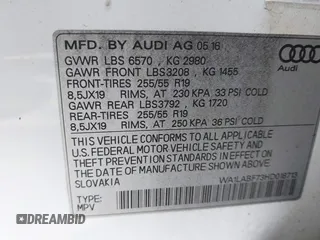 MFD. BY AUDI AG 05.16
GVWR LBS 6570 , KG 2980
GAWR FRONT LBS3208 , KG 1455
FRONT-TIRES 255/55 R19
8,5JX19 RIMS, AT 230 KPA 33 PSI COLD
GAWR REAR LBS3792 , KG 1720
REAR-TIRES 255/55 R19
8,5JX19 RIMS, AT 250 KPA 36 PSI COLD
THIS VEHICLE CONFORMS TO ALL APPLICABLE
FEDERAL MOTOR VEHICLE SAFETY AND
THEFT PREVENTION STANDARDS IN EFFECT ON
THE DATE OF MANUFACTURE SHOWN ABOVE.
SLOVAKIA
TYPE:
MPV
Audi
DREAMBID
dreambid.com